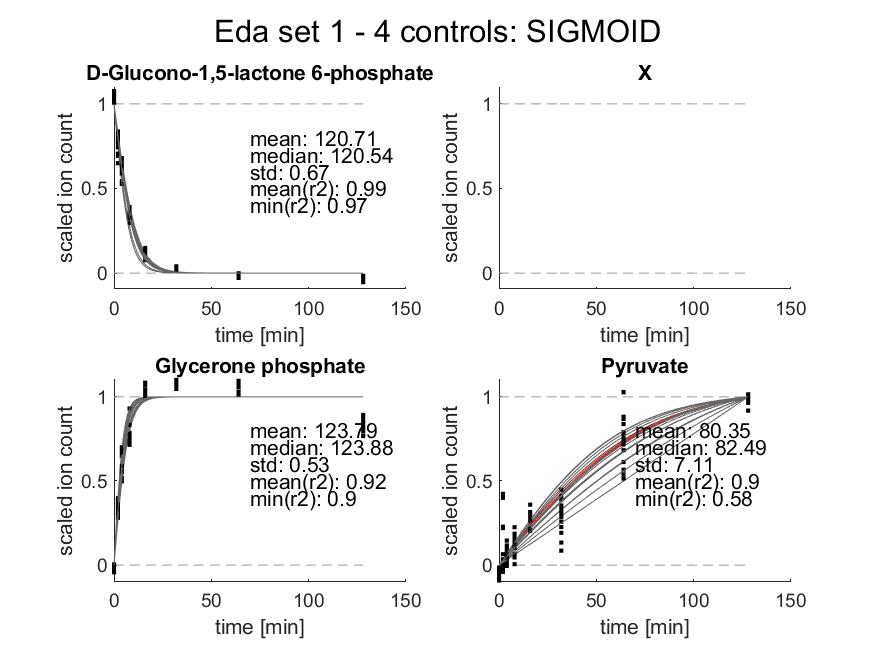 Eda set 1 - 4 controls: SIGMOID
D-Glucono-1,5-lactone 6-phosphate
scaled ion count
1
0.5
0
mean: 120.71
median: 120.54
std: 0.67
mean(r2): 0.99
min(r2): 0.97
0 50 100 150
time [min]
X
scaled ion count
1
0.5
0
0 50 100 150
time [min]
Glycerone phosphate
scaled ion count
1
0.5
0
mean: 123.79
median: 123.88
std: 0.53
mean(r2): 0.92
min(r2): 0.9
0 50 100 150
time [min]
Pyruvate
scaled ion count
1
0.5
0
mean: 80.35
median: 82.49
std: 7.11
mean(r2): 0.9
min(r2): 0.58
0 50 100 150
time [min]